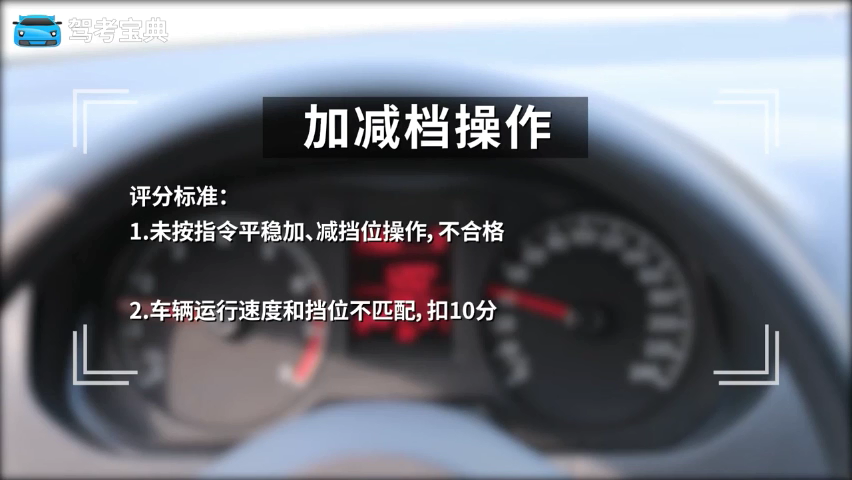 驾考宝典
加减档操作
评分标准：
1.未按指令平稳加、减挡位操作，不合格
2.车辆运行速度和挡位不匹配，扣10分